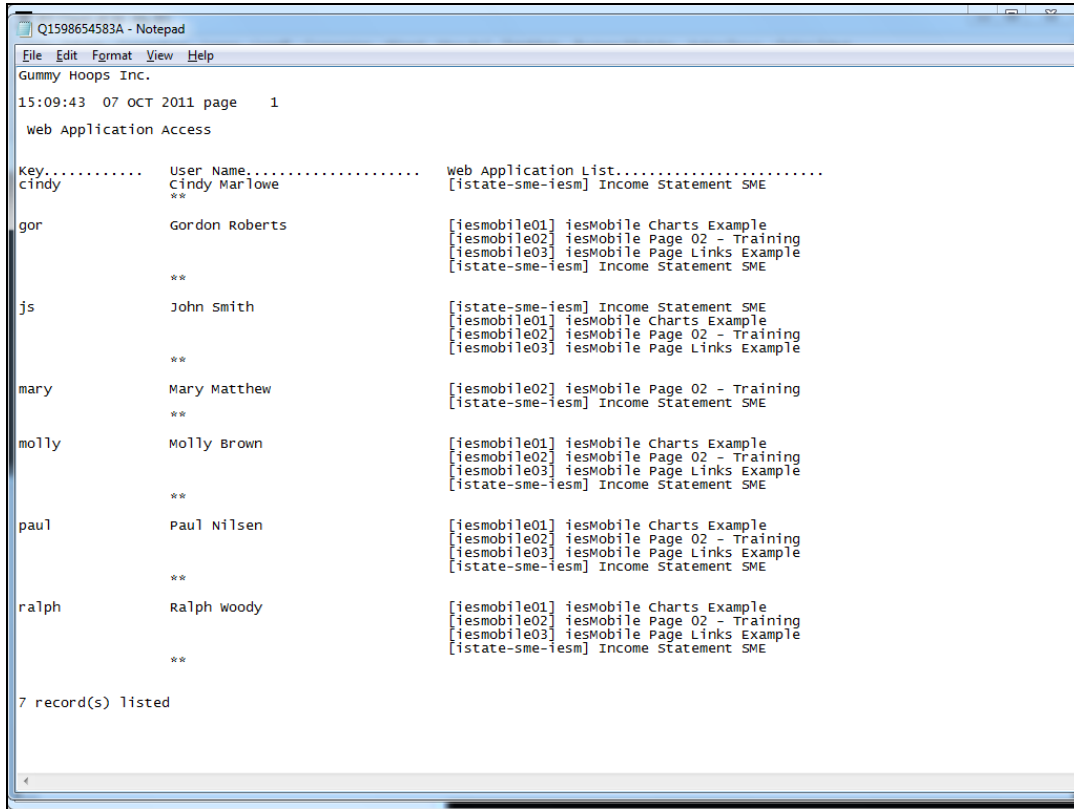 Q1598654583A - Notepad
File Edit Format View Help
Gummy Hoops Inc.
15:09:43 07 OCT 2011 page 1
Web Application Access
Key............ User Name..................... Web Application List.........................
cindy Cindy Marlowe [istate-sme-iesm] Income Statement SME
**
gor Gordon Roberts [iesmobile01] iesMobile Charts Example
[iesmobile02] iesMobile Page 02 - Training
[iesmobile03] iesMobile Page Links Example
[istate-sme-iesm] Income Statement SME
**
js John Smith [istate-sme-iesm] Income Statement SME
[iesmobile01] iesMobile Charts Example
[iesmobile02] iesMobile Page 02 - Training
[iesmobile03] iesMobile Page Links Example
**
mary Mary Matthew [iesmobile02] iesMobile Page 02 - Training
[istate-sme-iesm] Income Statement SME
**
molly Molly Brown [iesmobile01] iesMobile Charts Example
[iesmobile02] iesMobile Page 02 - Training
[iesmobile03] iesMobile Page Links Example
[istate-sme-iesm] Income Statement SME
**
paul Paul Nilsen [iesmobile01] iesMobile Charts Example
[iesmobile02] iesMobile Page 02 - Training
[iesmobile03] iesMobile Page Links Example
[istate-sme-iesm] Income Statement SME
**
ralph Ralph Woody [iesmobile01] iesMobile Charts Example
[iesmobile02] iesMobile Page 02 - Training
[iesmobile03] iesMobile Page Links Example
[istate-sme-iesm] Income Statement SME
**
7 record(s) listed